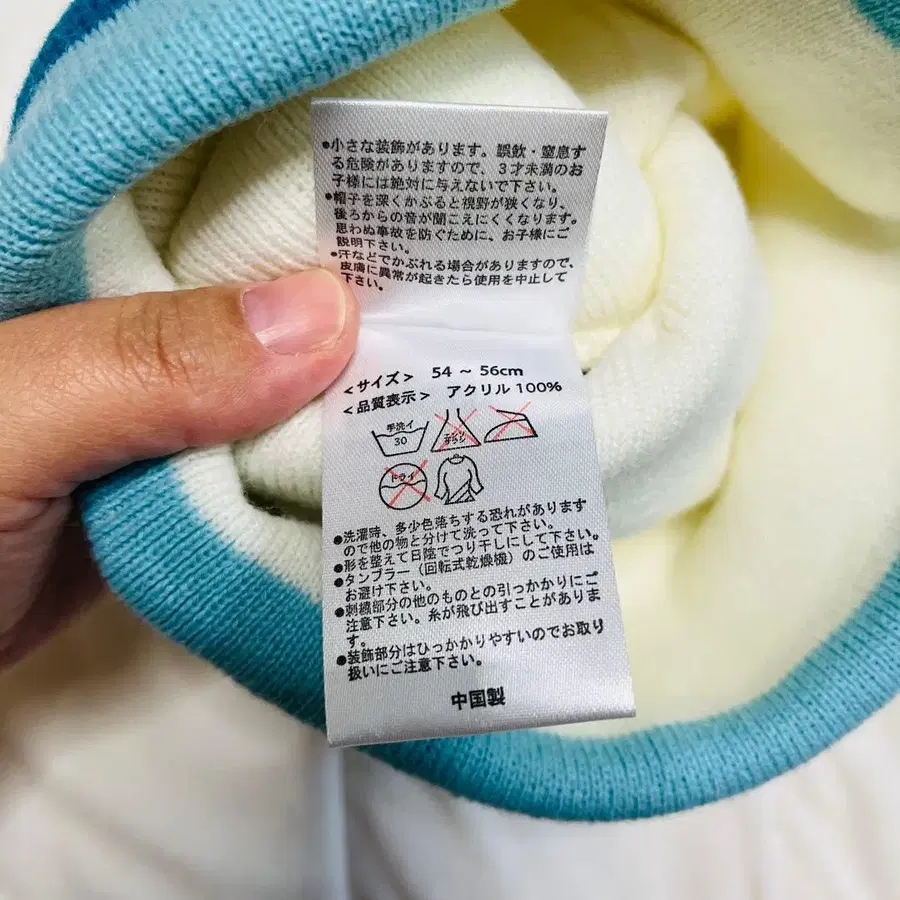 ●小さな装飾があります。誤飲・窒息す
る危険がありますので、3才未満のお
子様には絶対に与えないで下さい。
●帽子を深くかぶると視野が狭くなり、
後ろからの音が聞こえにくくなります。
思わぬ事故を防ぐために、お子様にご
説明下さい。
●汗などでかぶれる場合がありますので、
皮膚に異常が起きたら使用を中止して
下さい。
<サイズ> 54 ~ 56cm
<品質表示> アクリル100%
手洗イ
30
エンソ
サラシ
ドライ
●洗濯時、多少色落ちする恐れがあります
ので他の物と分けて洗って下さい。
●形を整えて日陰でつり干しにして下さい。
●タンブラー(回転式乾燥機)のご使用は
お避け下さい。
●刺繍部分の他のものとの引っかかりにご
注意下さい。糸が飛び出すことがありま
す。
●装飾部分はひっかかりやすいのでお取り
扱いにご注意下さい。
中国製